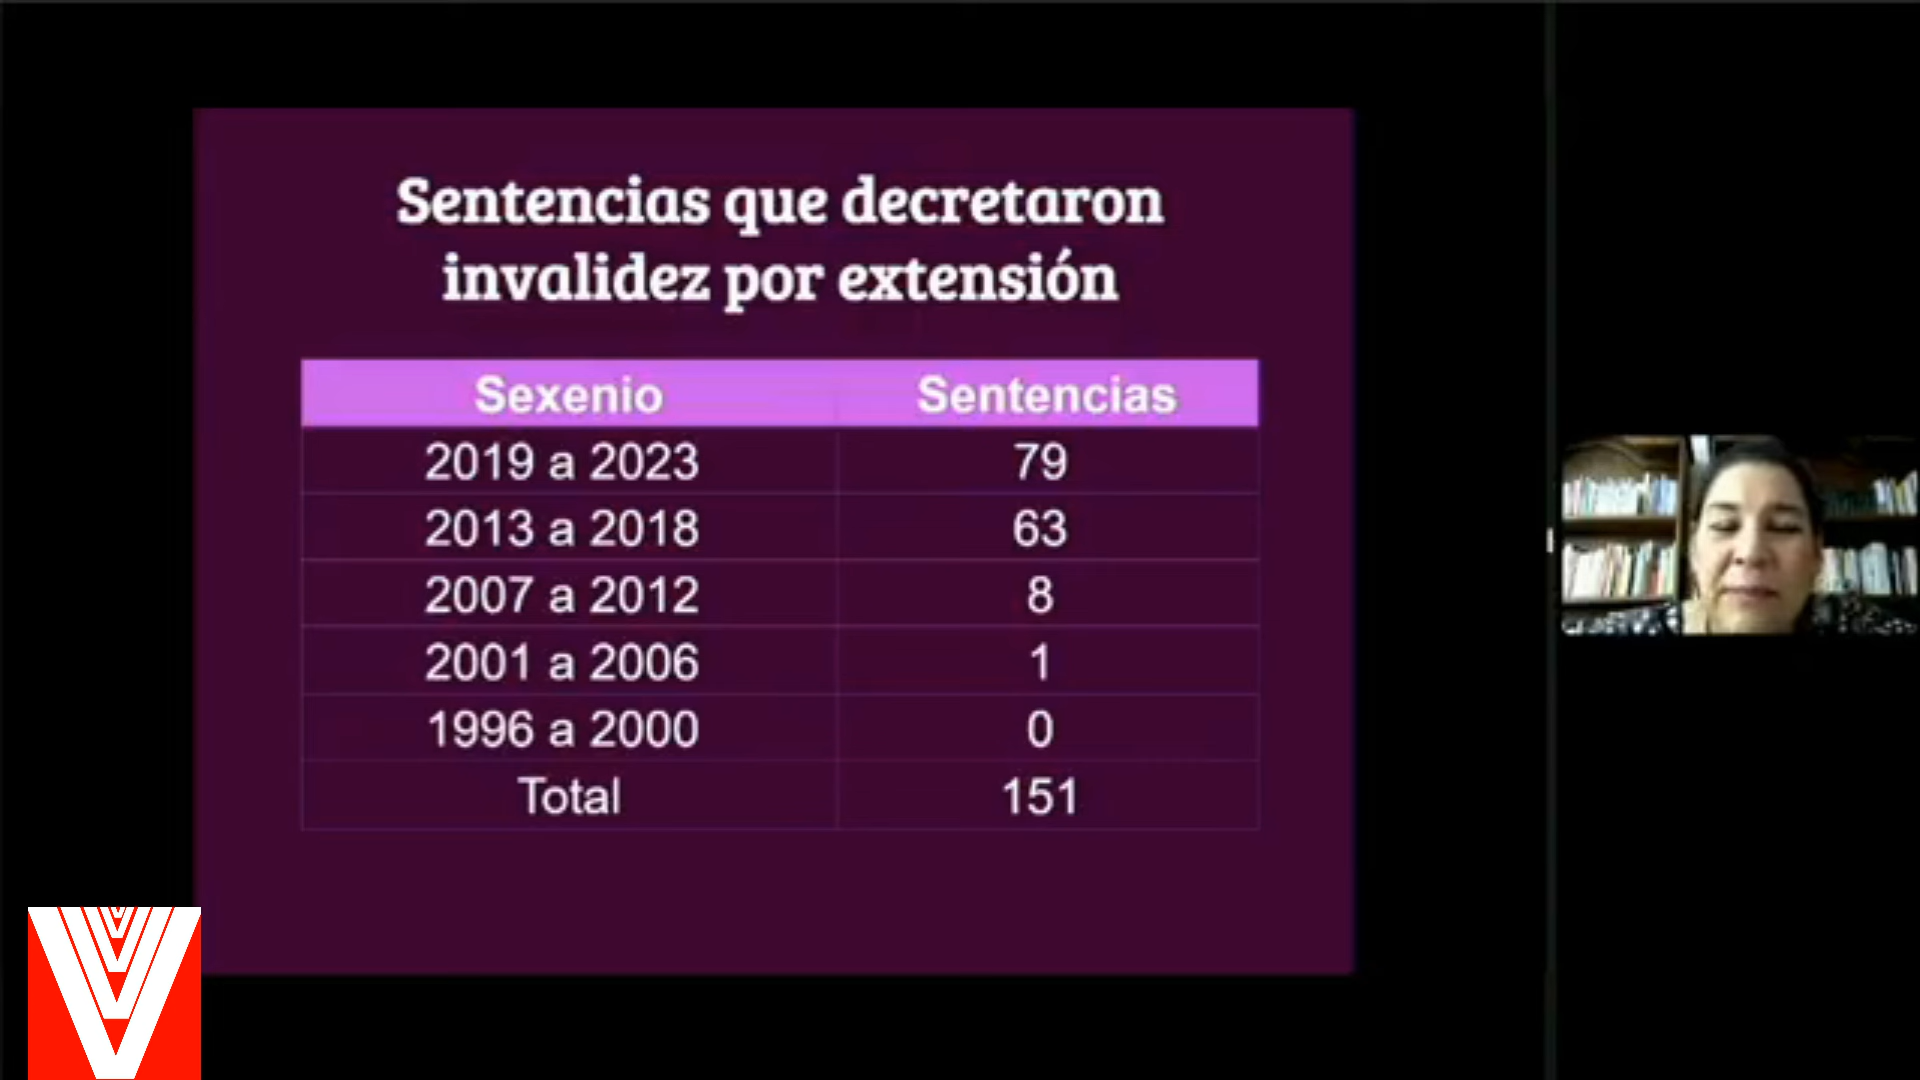 Sentencias que decretaron
invalidez por extensión
Sexenio Sentencias
2019 a 2023 79
2013 a 2018 63
2007 a 2012 8
2001 a 2006 1
1996 a 2000 0
Total 151